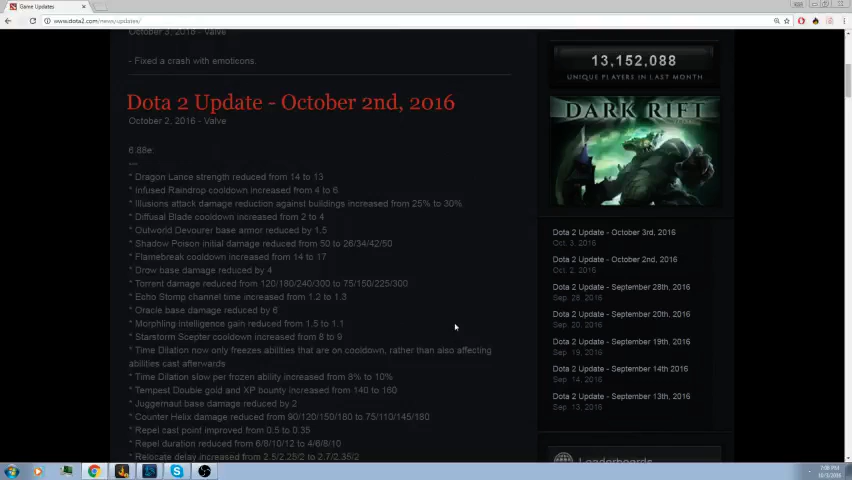 Game Updates
www.dota2.com/news/updates/
October 3, 2016 - Valve
- Fixed a crash with emoticons.
Dota 2 Update - October 2nd, 2016
October 2, 2016 - Valve
6.88e:
---
* Dragon Lance strength reduced from 14 to 13
* Infused Raindrop cooldown increased from 4 to 6
* Illusions attack damage reduction against buildings increased from 25% to 30%
* Diffusal Blade cooldown increased from 2 to 4
* Outworld Devourer base armor reduced by 1.5
* Shadow Poison initial damage reduced from 50 to 26/34/42/50
* Flamebreak cooldown increased from 14 to 17
* Drow base damage reduced by 4
* Torrent damage reduced from 120/180/240/300 to 75/150/225/300
* Echo Stomp channel time increased from 1.2 to 1.3
* Oracle base damage reduced by 6
* Morphling Intelligence gain reduced from 1.5 to 1.1
* Starstorm Scepter cooldown increased from 8 to 9
* Time Dilation now only freezes abilities that are on cooldown, rather than also affecting
abilities cast afterwards
* Time Dilation slow per frozen ability increased from 8% to 10%
* Tempest Double gold and XP bounty increased from 140 to 160
* Juggernaut base damage reduced by 2
* Counter Helix damage reduced from 90/120/150/180 to 75/110/145/180
* Repel cast point improved from 0.5 to 0.35
* Repel duration reduced from 6/8/10/12 to 4/6/8/10
* Relocate delay increased from 2.5/2.25/2 to 2.7/2.35/2
13,152,088
UNIQUE PLAYERS IN LAST MONTH
DARK RIFT
Dota 2 Update - October 3rd, 2016
Oct. 3, 2016
Dota 2 Update - October 2nd, 2016
Oct. 2, 2016
Dota 2 Update - September 28th, 2016
Sep. 28, 2016
Dota 2 Update - September 20th, 2016
Sep. 20, 2016
Dota 2 Update - September 19th, 2016
Sep. 19, 2016
Dota 2 Update - September 14th, 2016
Sep. 14, 2016
Dota 2 Update - September 13th, 2016
Sep. 13, 2016
Leaderboards
10/3/2016